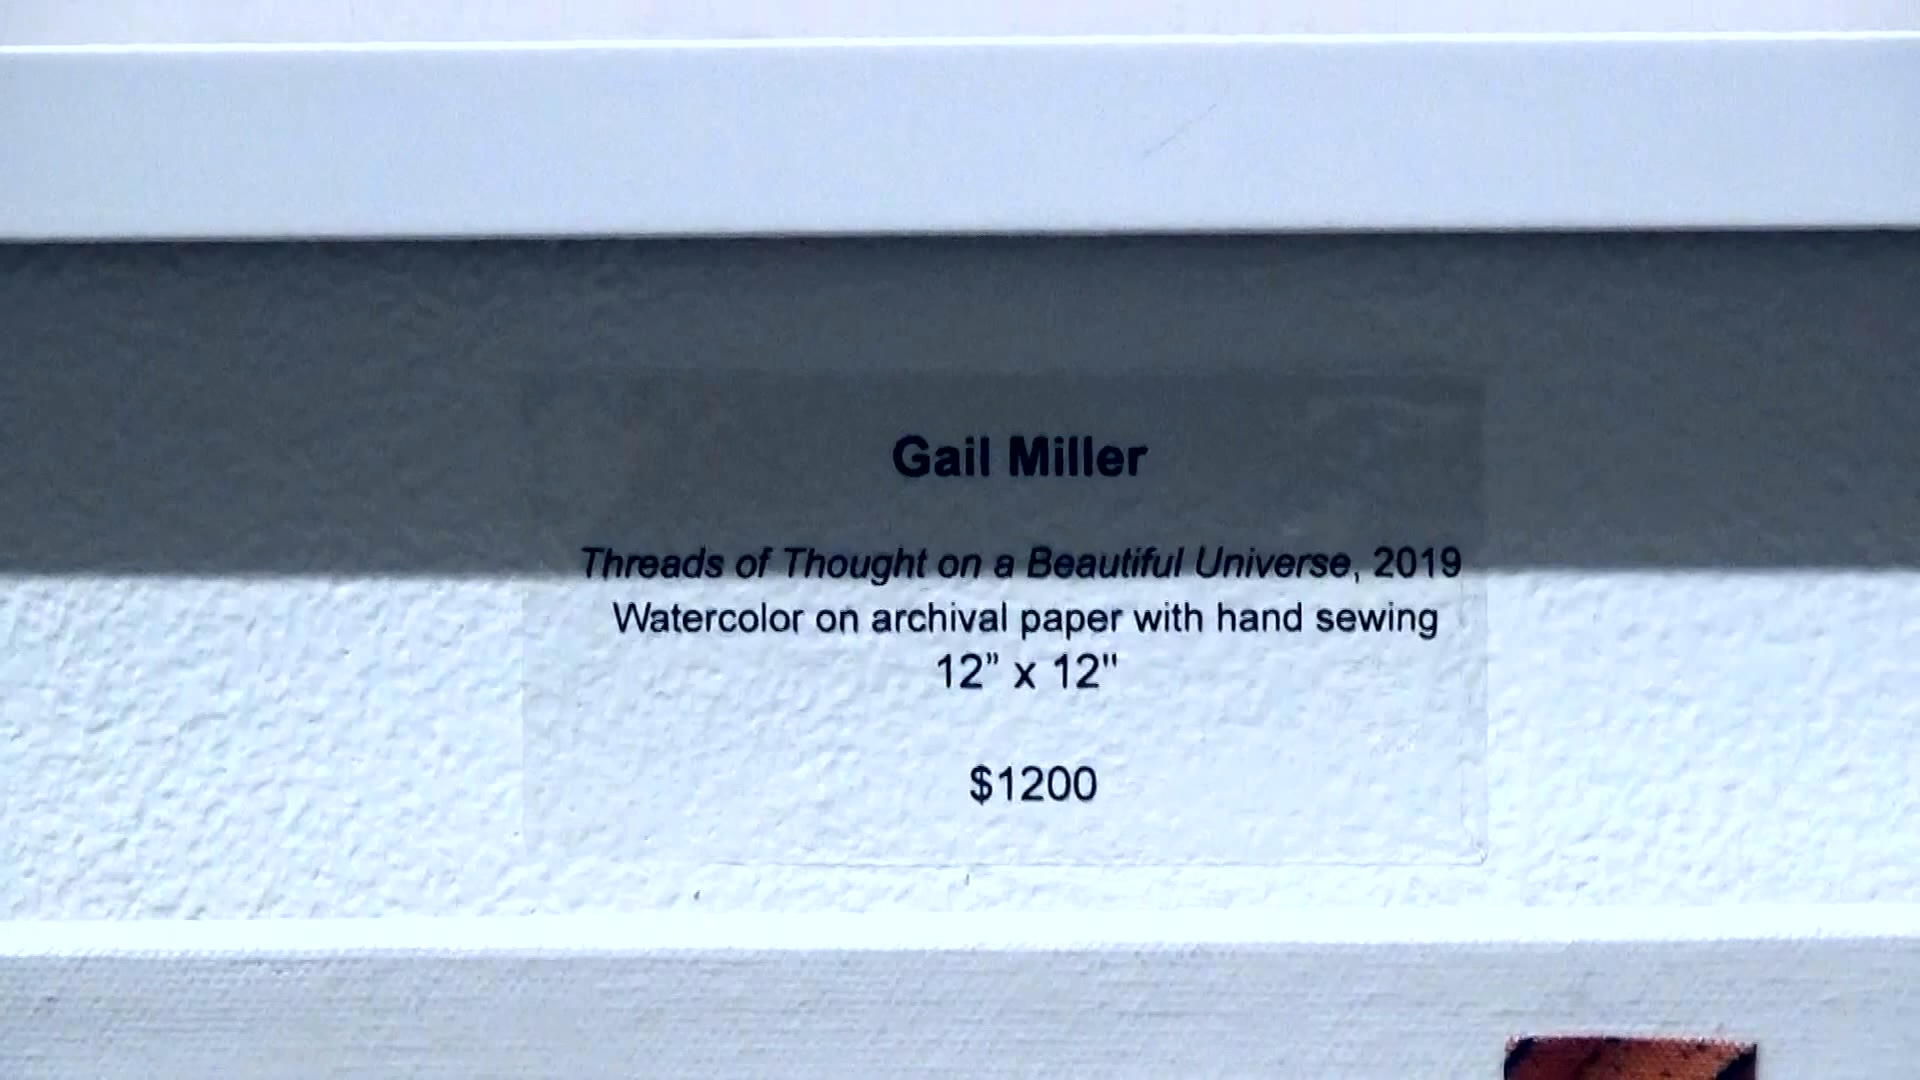 Gail Miller
Threads of Thought on a Beautiful Universe, 2019
Watercolor on archival paper with hand sewing
12” x 12"
$1200